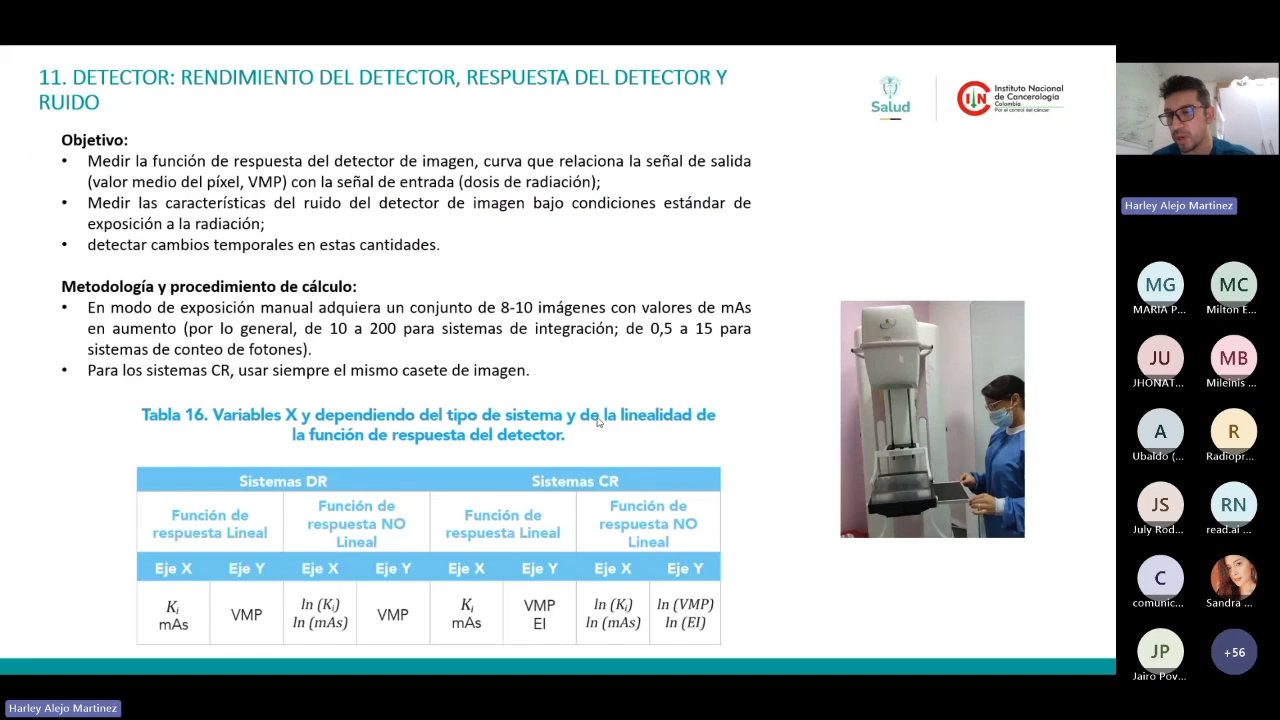 11. DETECTOR: RENDIMIENTO DEL DETECTOR, RESPUESTA DEL DETECTOR Y
RUIDO
Salud
Instituto Nacional
de Cancerología
Colombia
Por el control del cáncer
Objetivo:
• Medir la función de respuesta del detector de imagen, curva que relaciona la señal de salida
(valor medio del píxel, VMP) con la señal de entrada (dosis de radiación);
• Medir las características del ruido del detector de imagen bajo condiciones estándar de
exposición a la radiación;
• detectar cambios temporales en estas cantidades.
Metodología y procedimiento de cálculo:
• En modo de exposición manual adquiera un conjunto de 8-10 imágenes con valores de mAs
en aumento (por lo general, de 10 a 200 para sistemas de integración; de 0,5 a 15 para
sistemas de conteo de fotones).
• Para los sistemas CR, usar siempre el mismo casete de imagen.
Tabla 16. Variables X y dependiendo del tipo de sistema y de la linealidad de
la función de respuesta del detector.
Sistemas DR Sistemas CR
Función de respuesta Lineal Función de respuesta NO Lineal Función de respuesta Lineal Función de respuesta NO Lineal
Eje X Eje Y Eje X Eje Y Eje X Eje Y Eje X Eje Y
Ki VMP ln (Ki) VMP Ki VMP ln (Ki) ln (VMP)
mAs ln (mAs) mAs EI ln (mAs) ln (EI)
Harley Alejo Martinez
MG MC
MARIA P... Milton E...
JU MB
JHONAT... Mileinis ...
A R
Ubaldo (... Radiopr...
JS RN
July Rod... read.ai ...
C
comunic... Sandra ...
JP +56
Jairo Pov...
Harley Alejo Martinez